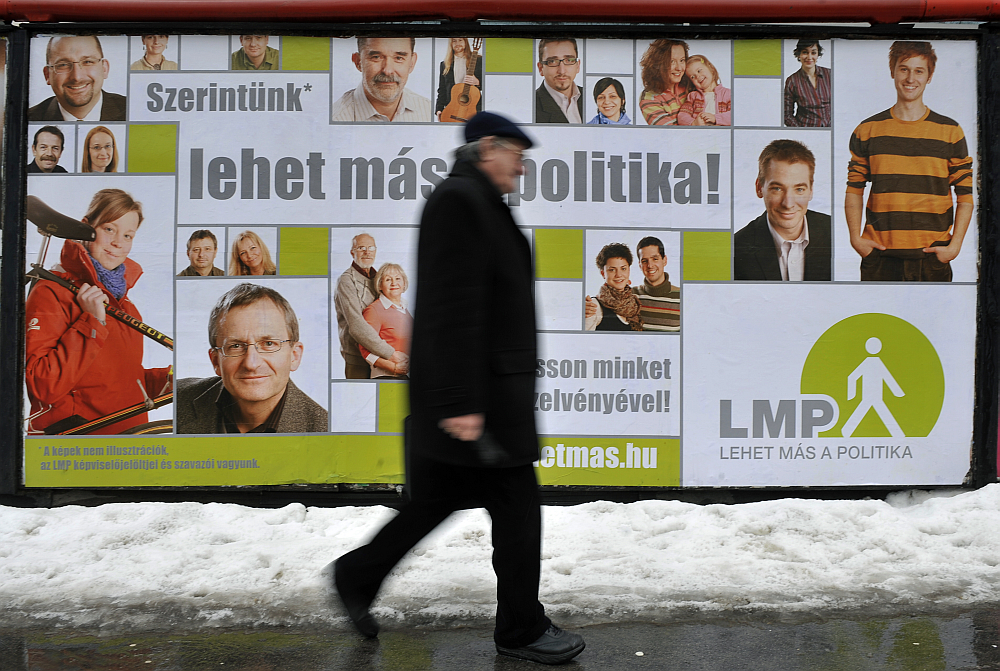 Szerintünk*
lehet más politika!
sson minket
zelvényével!
PEUGEOT
LMP
LEHET MÁS A POLITIKA
*A képek nem illusztrációk,
az LMP képviselőjelöltjei és szavazói vagyunk.
etmas.hu